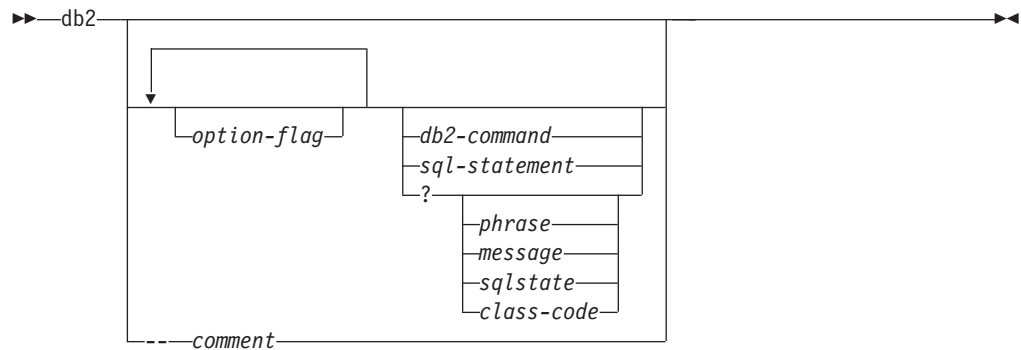 db2
option-flag
db2-command
sql-statement
?
phrase
message
sqlstate
class-code
-- comment